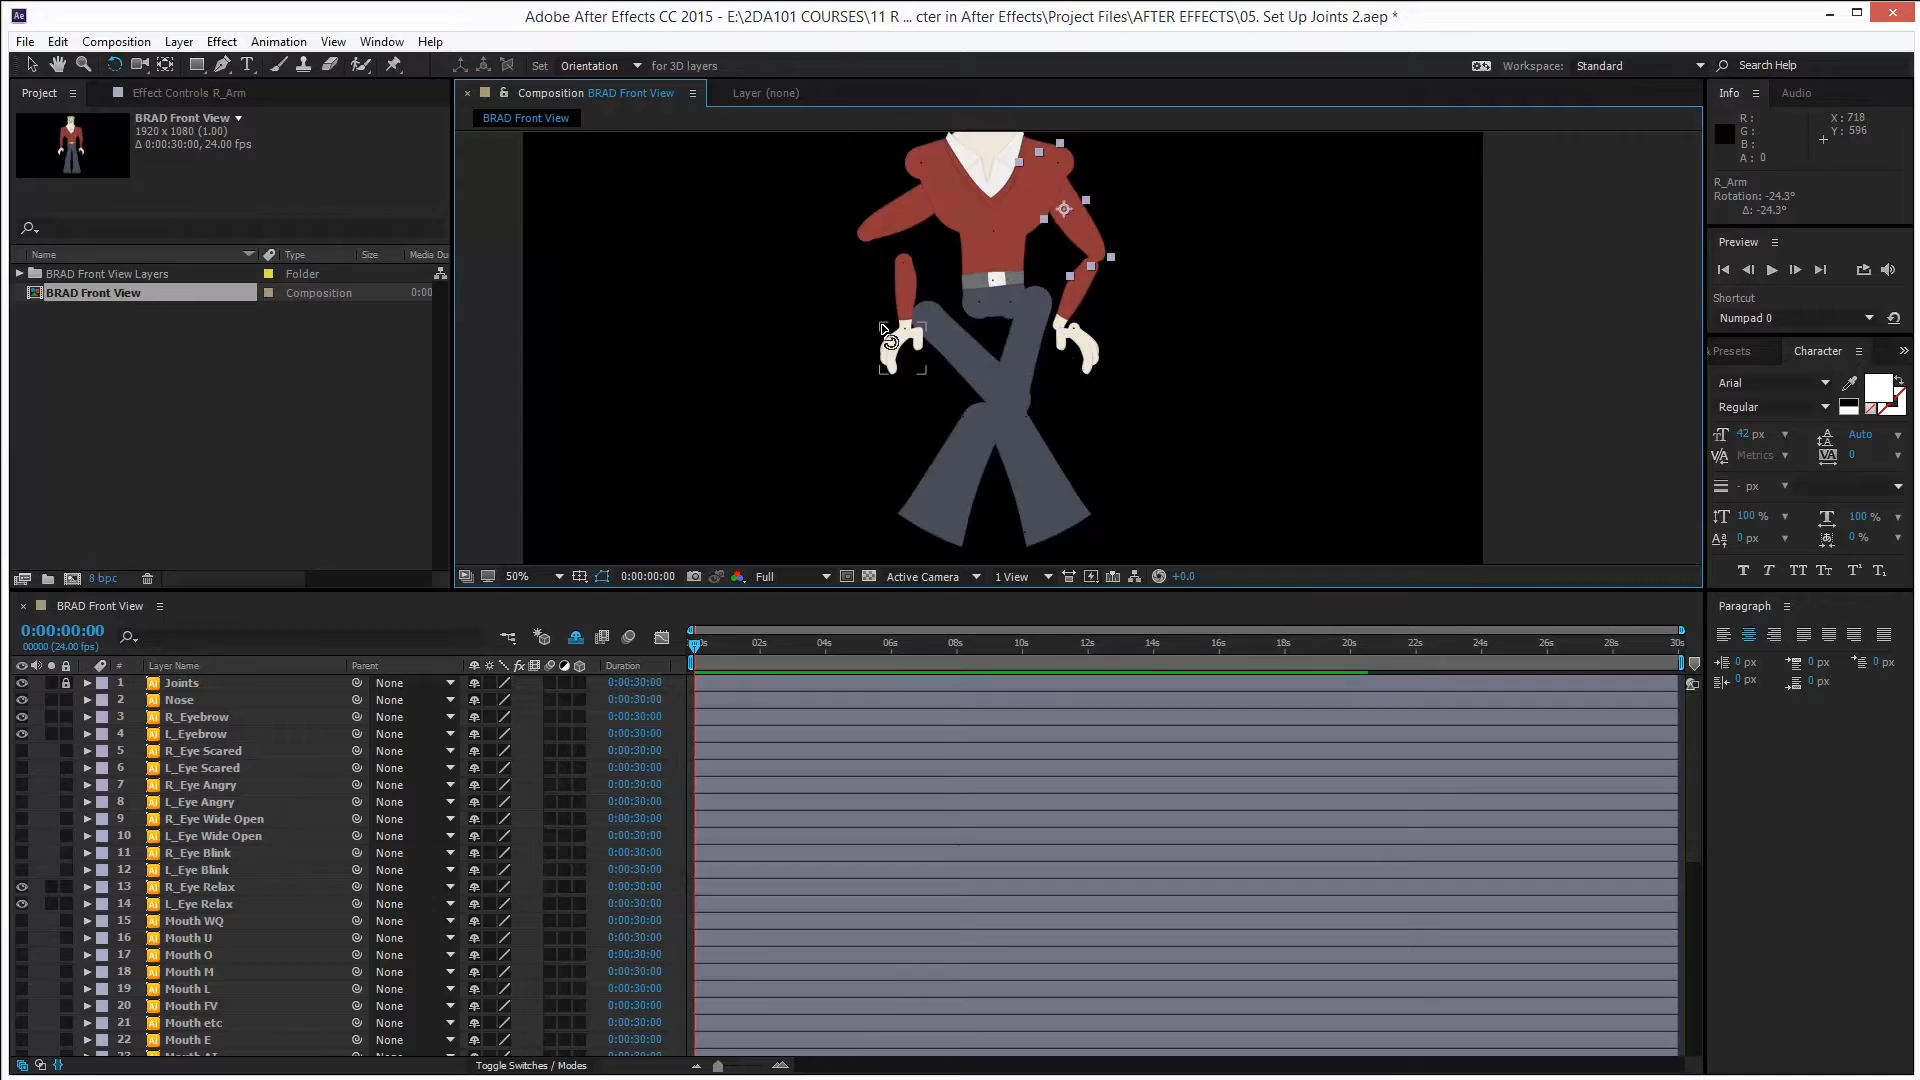 Ae
Adobe After Effects CC 2015 - E:\2DA101 COURSES\11 R ... cter in After Effects\Project Files\AFTER EFFECTS\05. Set Up Joints 2.aep *
File Edit Composition Layer Effect Animation View Window Help
Set Orientation for 3D layers
Workspace: Standard
Search Help
Project
Effect Controls R_Arm
Composition BRAD Front View
Layer (none)
Info
Audio
BRAD Front View
1920 x 1080 (1.00)
Δ 0:00:30:00, 24.00 fps
BRAD Front View
R :
G :
B :
A : 0
X : 718
Y : 596
R_Arm
Rotation: -24.3°
Δ: -24.3°
Preview
Shortcut
Numpad 0
Name Type Size Media Du
BRAD Front View Layers Folder
BRAD Front View Composition 0:00
Presets
Character
Arial
Regular
42 px
Auto
Metrics
0
- px
100 %
100 %
0 px
0 %
T T TT Tт T¹ T₁
8 bpc
50%
0:00:00:00
Full
Active Camera
1 View
+0.0
BRAD Front View
Paragraph
0:00:00:00
00000 (24.00 fps)
02s 04s 06s 08s 10s 12s 14s 16s 18s 20s 22s 24s 26s 28s 30s
0 px 0 px 0 px
0 px 0 px
# Layer Name Parent fx Duration
1 Joints None 0:00:30:00
2 Nose None 0:00:30:00
3 R_Eyebrow None 0:00:30:00
4 L_Eyebrow None 0:00:30:00
5 R_Eye Scared None 0:00:30:00
6 L_Eye Scared None 0:00:30:00
7 R_Eye Angry None 0:00:30:00
8 L_Eye Angry None 0:00:30:00
9 R_Eye Wide Open None 0:00:30:00
10 L_Eye Wide Open None 0:00:30:00
11 R_Eye Blink None 0:00:30:00
12 L_Eye Blink None 0:00:30:00
13 R_Eye Relax None 0:00:30:00
14 L_Eye Relax None 0:00:30:00
15 Mouth WQ None 0:00:30:00
16 Mouth U None 0:00:30:00
17 Mouth O None 0:00:30:00
18 Mouth M None 0:00:30:00
19 Mouth L None 0:00:30:00
20 Mouth FV None 0:00:30:00
21 Mouth etc None 0:00:30:00
22 Mouth E None 0:00:30:00
Toggle Switches / Modes